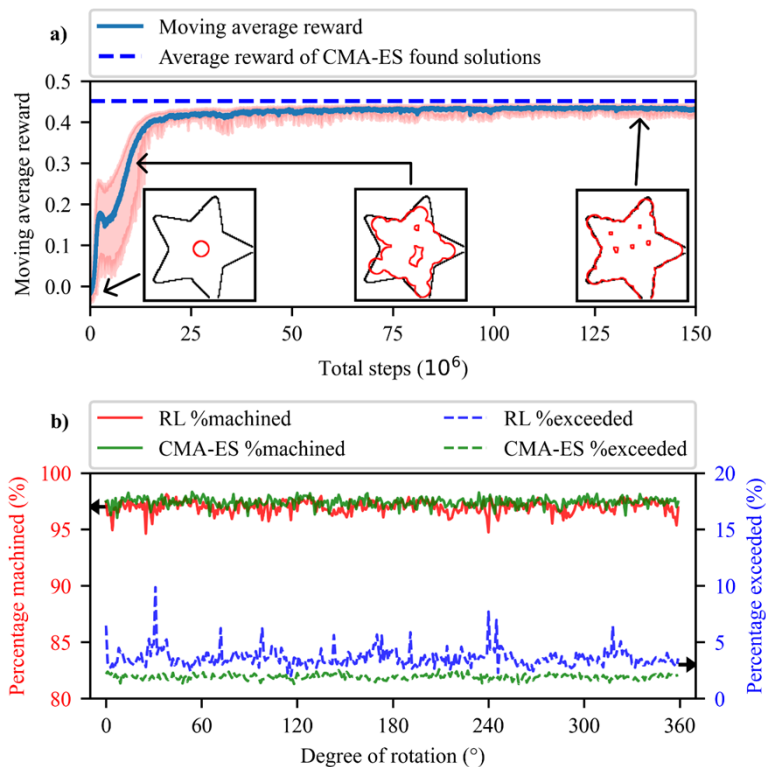 a)
Moving average reward
Average reward of CMA-ES found solutions
0.5
0.4
0.3
0.2
0.1
0.0
Moving average reward
0 25 50 75 100 125 150
Total steps (10⁶)
b)
RL %machined
CMA-ES %machined
RL %exceeded
CMA-ES %exceeded
100
95
90
85
80
Percentage machined (%)
20
15
10
5
0
Percentage exceeded (%)
0 60 120 180 240 300 360
Degree of rotation (°)